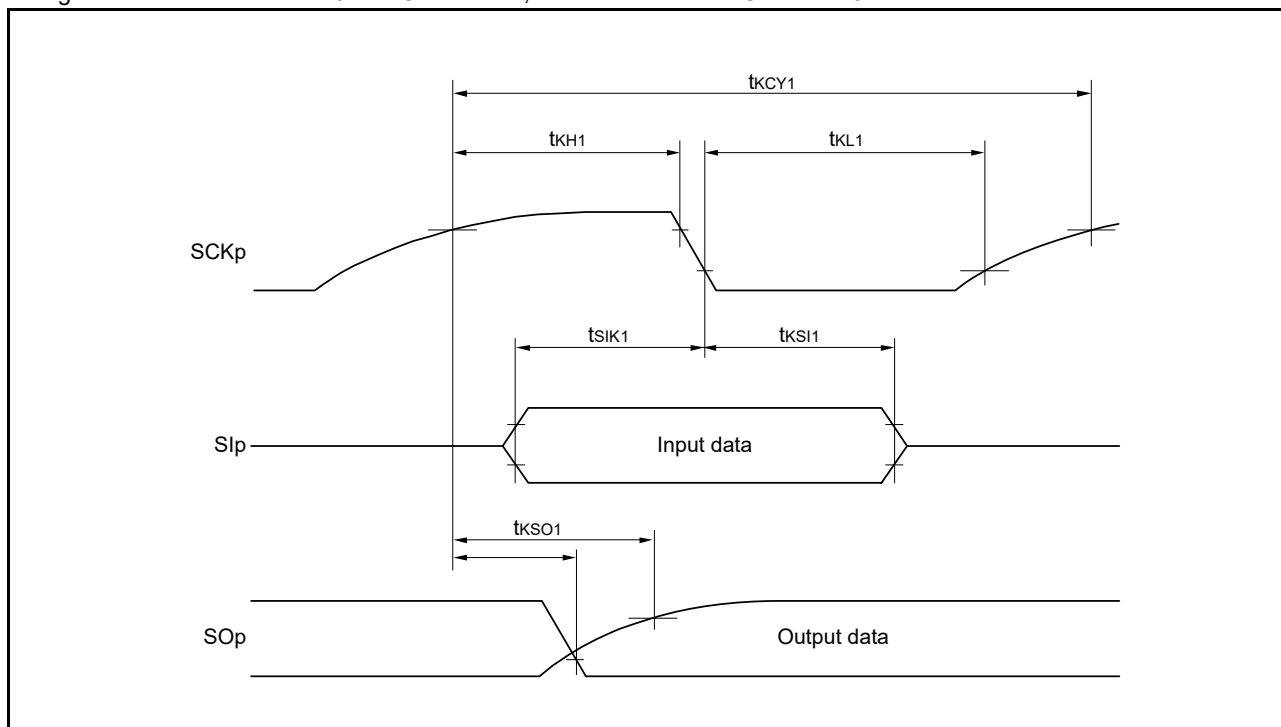 tKCY1
tKH1
tKL1
SCKp
tSIK1
tKSI1
SIp
Input data
tKSO1
SOp
Output data